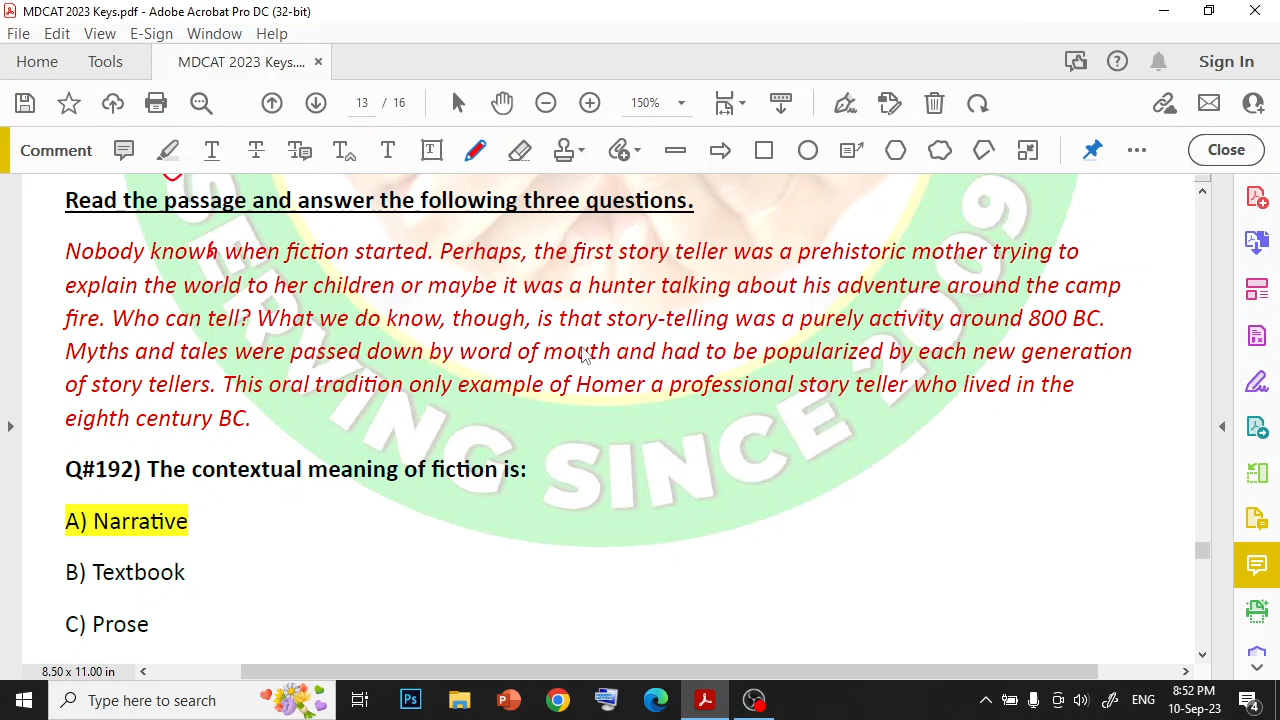 MDCAT 2023 Keys.pdf - Adobe Acrobat Pro DC (32-bit)
File Edit View E-Sign Window Help
Home Tools MDCAT 2023 Keys.... × Sign In
13 / 16 150%
Comment Close
Read the passage and answer the following three questions.
Nobody known when fiction started. Perhaps, the first story teller was a prehistoric mother trying to
explain the world to her children or maybe it was a hunter talking about his adventure around the camp
fire. Who can tell? What we do know, though, is that story-telling was a purely activity around 800 BC.
Myths and tales were passed down by word of mouth and had to be popularized by each new generation
of story tellers. This oral tradition only example of Homer a professional story teller who lived in the
eighth century BC.
Q#192) The contextual meaning of fiction is:
A) Narrative
B) Textbook
C) Prose
SERVING SINCE 2009
8.50 x 11.00 in
Type here to search
ENG
8:52 PM
10-Sep-23
4